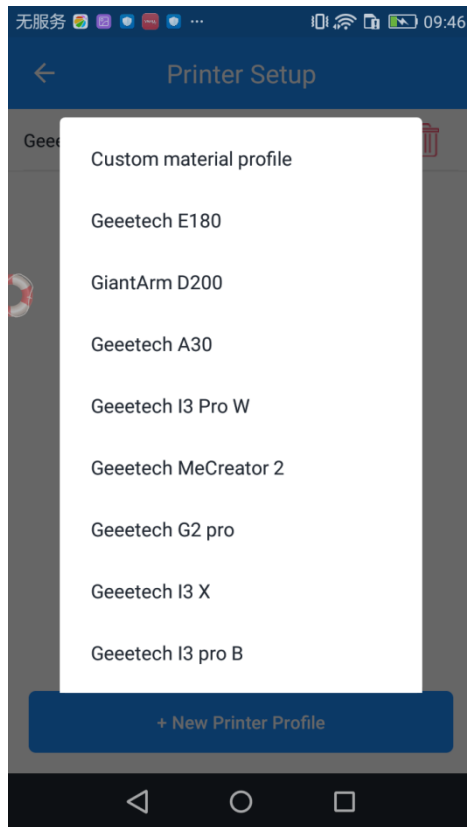 无服务 09:46
Printer Setup
Geee
Custom material profile
Geeetech E180
GiantArm D200
Geeetech A30
Geeetech I3 Pro W
Geeetech MeCreator 2
Geeetech G2 pro
Geeetech I3 X
Geeetech I3 pro B
+ New Printer Profile